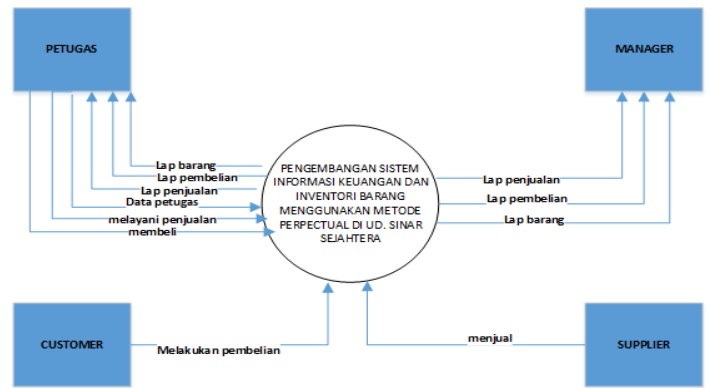 PETUGAS
MANAGER
Lap barang
Lap pembelian
Lap penjualan
Data petugas
melayani penjualan
membeli
PENGEMBANGAN SISTEM
INFORMASI KEUANGAN DAN
INVENTORI BARANG
MENGGUNAKAN METODE
PERPECTUAL DI UD. SINAR
SEJAHTERA
Lap penjualan
Lap pembelian
Lap barang
CUSTOMER
Melakukan pembelian
menjual
SUPPLIER